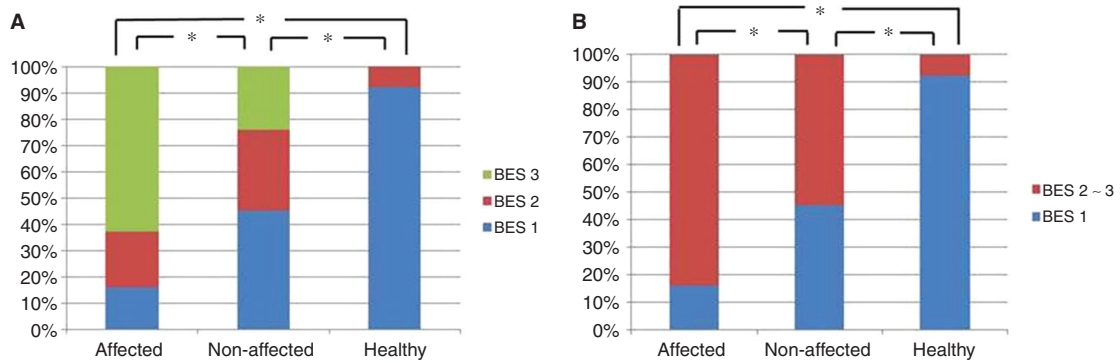 A
*
*
*
100%
90%
80%
70%
60%
50%
40%
30%
20%
10%
0%
Affected
Non-affected
Healthy
BES 3
BES 2
BES 1
B
*
*
*
100%
90%
80%
70%
60%
50%
40%
30%
20%
10%
0%
Affected
Non-affected
Healthy
BES 2 ~ 3
BES 1